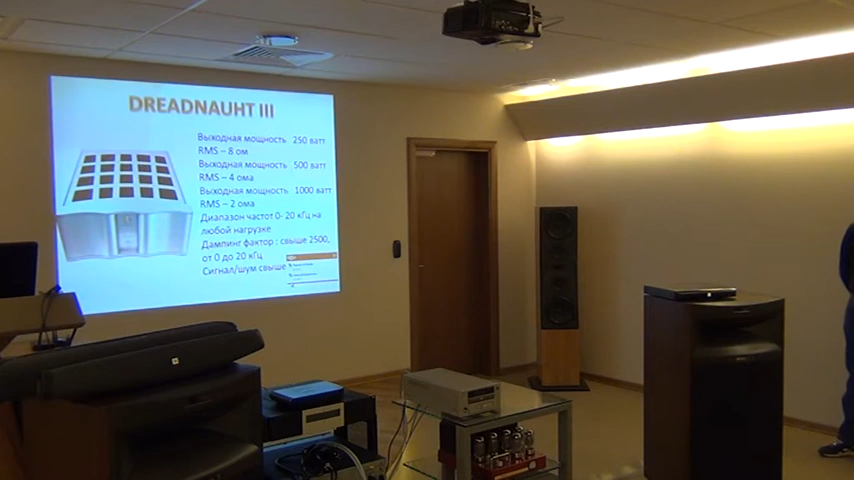 DREADNAUHT III
Выходная мощность 250 ватт
RMS – 8 ом
Выходная мощность 500 ватт
RMS – 4 ома
Выходная мощность 1000 ватт
RMS – 2 ома
Диапазон частот 0- 20 кГц на
любой нагрузке
Дампинг фактор : свыше 2500,
от 0 до 20 кГц
Сигнал/шум свыше